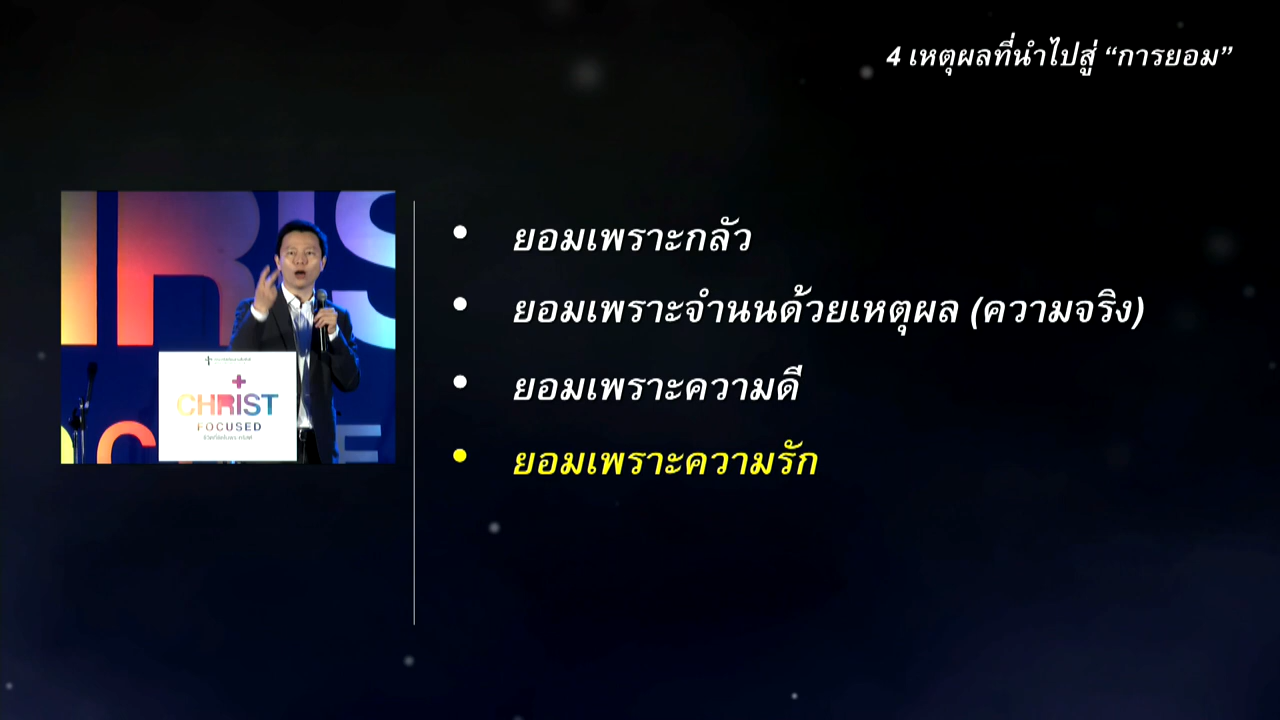 4 เหตุผลที่นำไปสู่ “การยอม”
ยอมเพราะกลัว
ยอมเพราะจำนนด้วยเหตุผล (ความจริง)
ยอมเพราะความดี
ยอมเพราะความรัก
CHRIST
FOCUSED